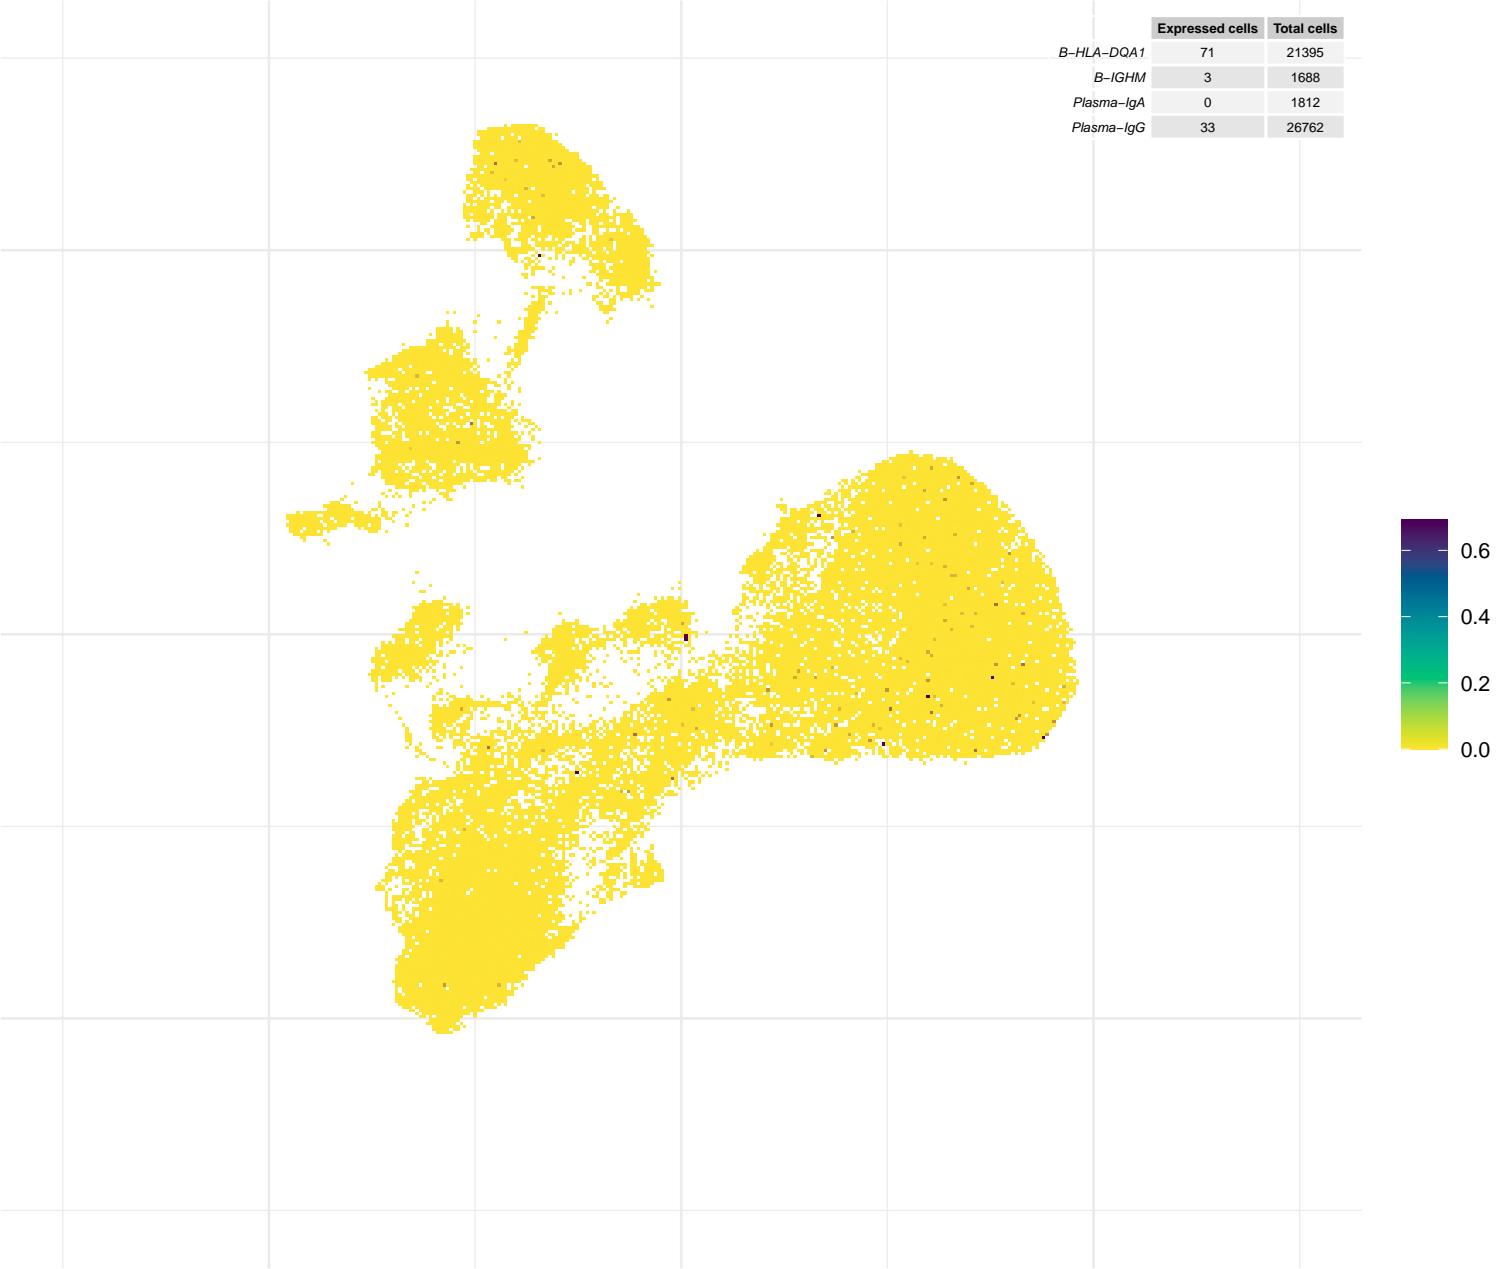 Expressed cells Total cells
B−HLA−DQA1 71 21395
B−IGHM 3 1688
Plasma−IgA 0 1812
Plasma−IgG 33 26762
0.6
0.4
0.2
0.0